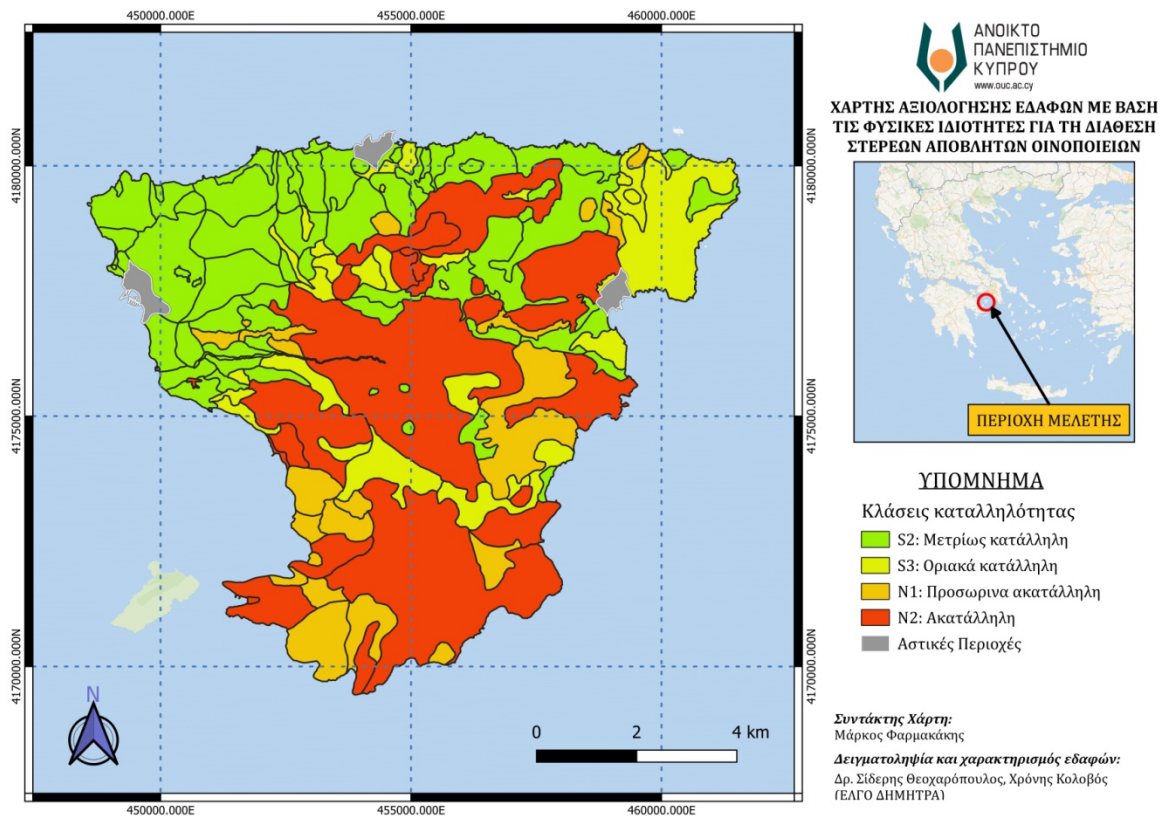 450000.000E 455000.000E 460000.000E
4180000.000N 4180000.000N
4175000.000N 4175000.000N
4170000.000N 4170000.000N
N
0 2 4 km
450000.000E 455000.000E 460000.000E
ΑΝΟΙΚΤΟ
ΠΑΝΕΠΙΣΤΗΜΙΟ
ΚΥΠΡΟΥ
www.ouc.ac.cy
ΧΑΡΤΗΣ ΑΞΙΟΛΟΓΗΣΗΣ ΕΔΑΦΩΝ ΜΕ ΒΑΣΗ
ΤΙΣ ΦΥΣΙΚΕΣ ΙΔΙΟΤΗΤΕΣ ΓΙΑ ΤΗ ΔΙΑΘΕΣΗ
ΣΤΕΡΕΩΝ ΑΠΟΒΛΗΤΩΝ ΟΙΝΟΠΟΙΕΙΩΝ
ΠΕΡΙΟΧΗ ΜΕΛΕΤΗΣ
ΥΠΟΜΝΗΜΑ
Κλάσεις καταλληλότητας
S2: Μετρίως κατάλληλη
S3: Οριακά κατάλληλη
N1: Προσωρινα ακατάλληλη
N2: Ακατάλληλη
Αστικές Περιοχές
Συντάκτης Χάρτη:
Μάρκος Φαρμακάκης
Δειγματοληψία και χαρακτηρισμός εδαφών:
Δρ. Σίδερης Θεοχαρόπουλος, Χρόνης Κολοβός
(ΕΛΓΟ ΔΗΜΗΤΡΑ)